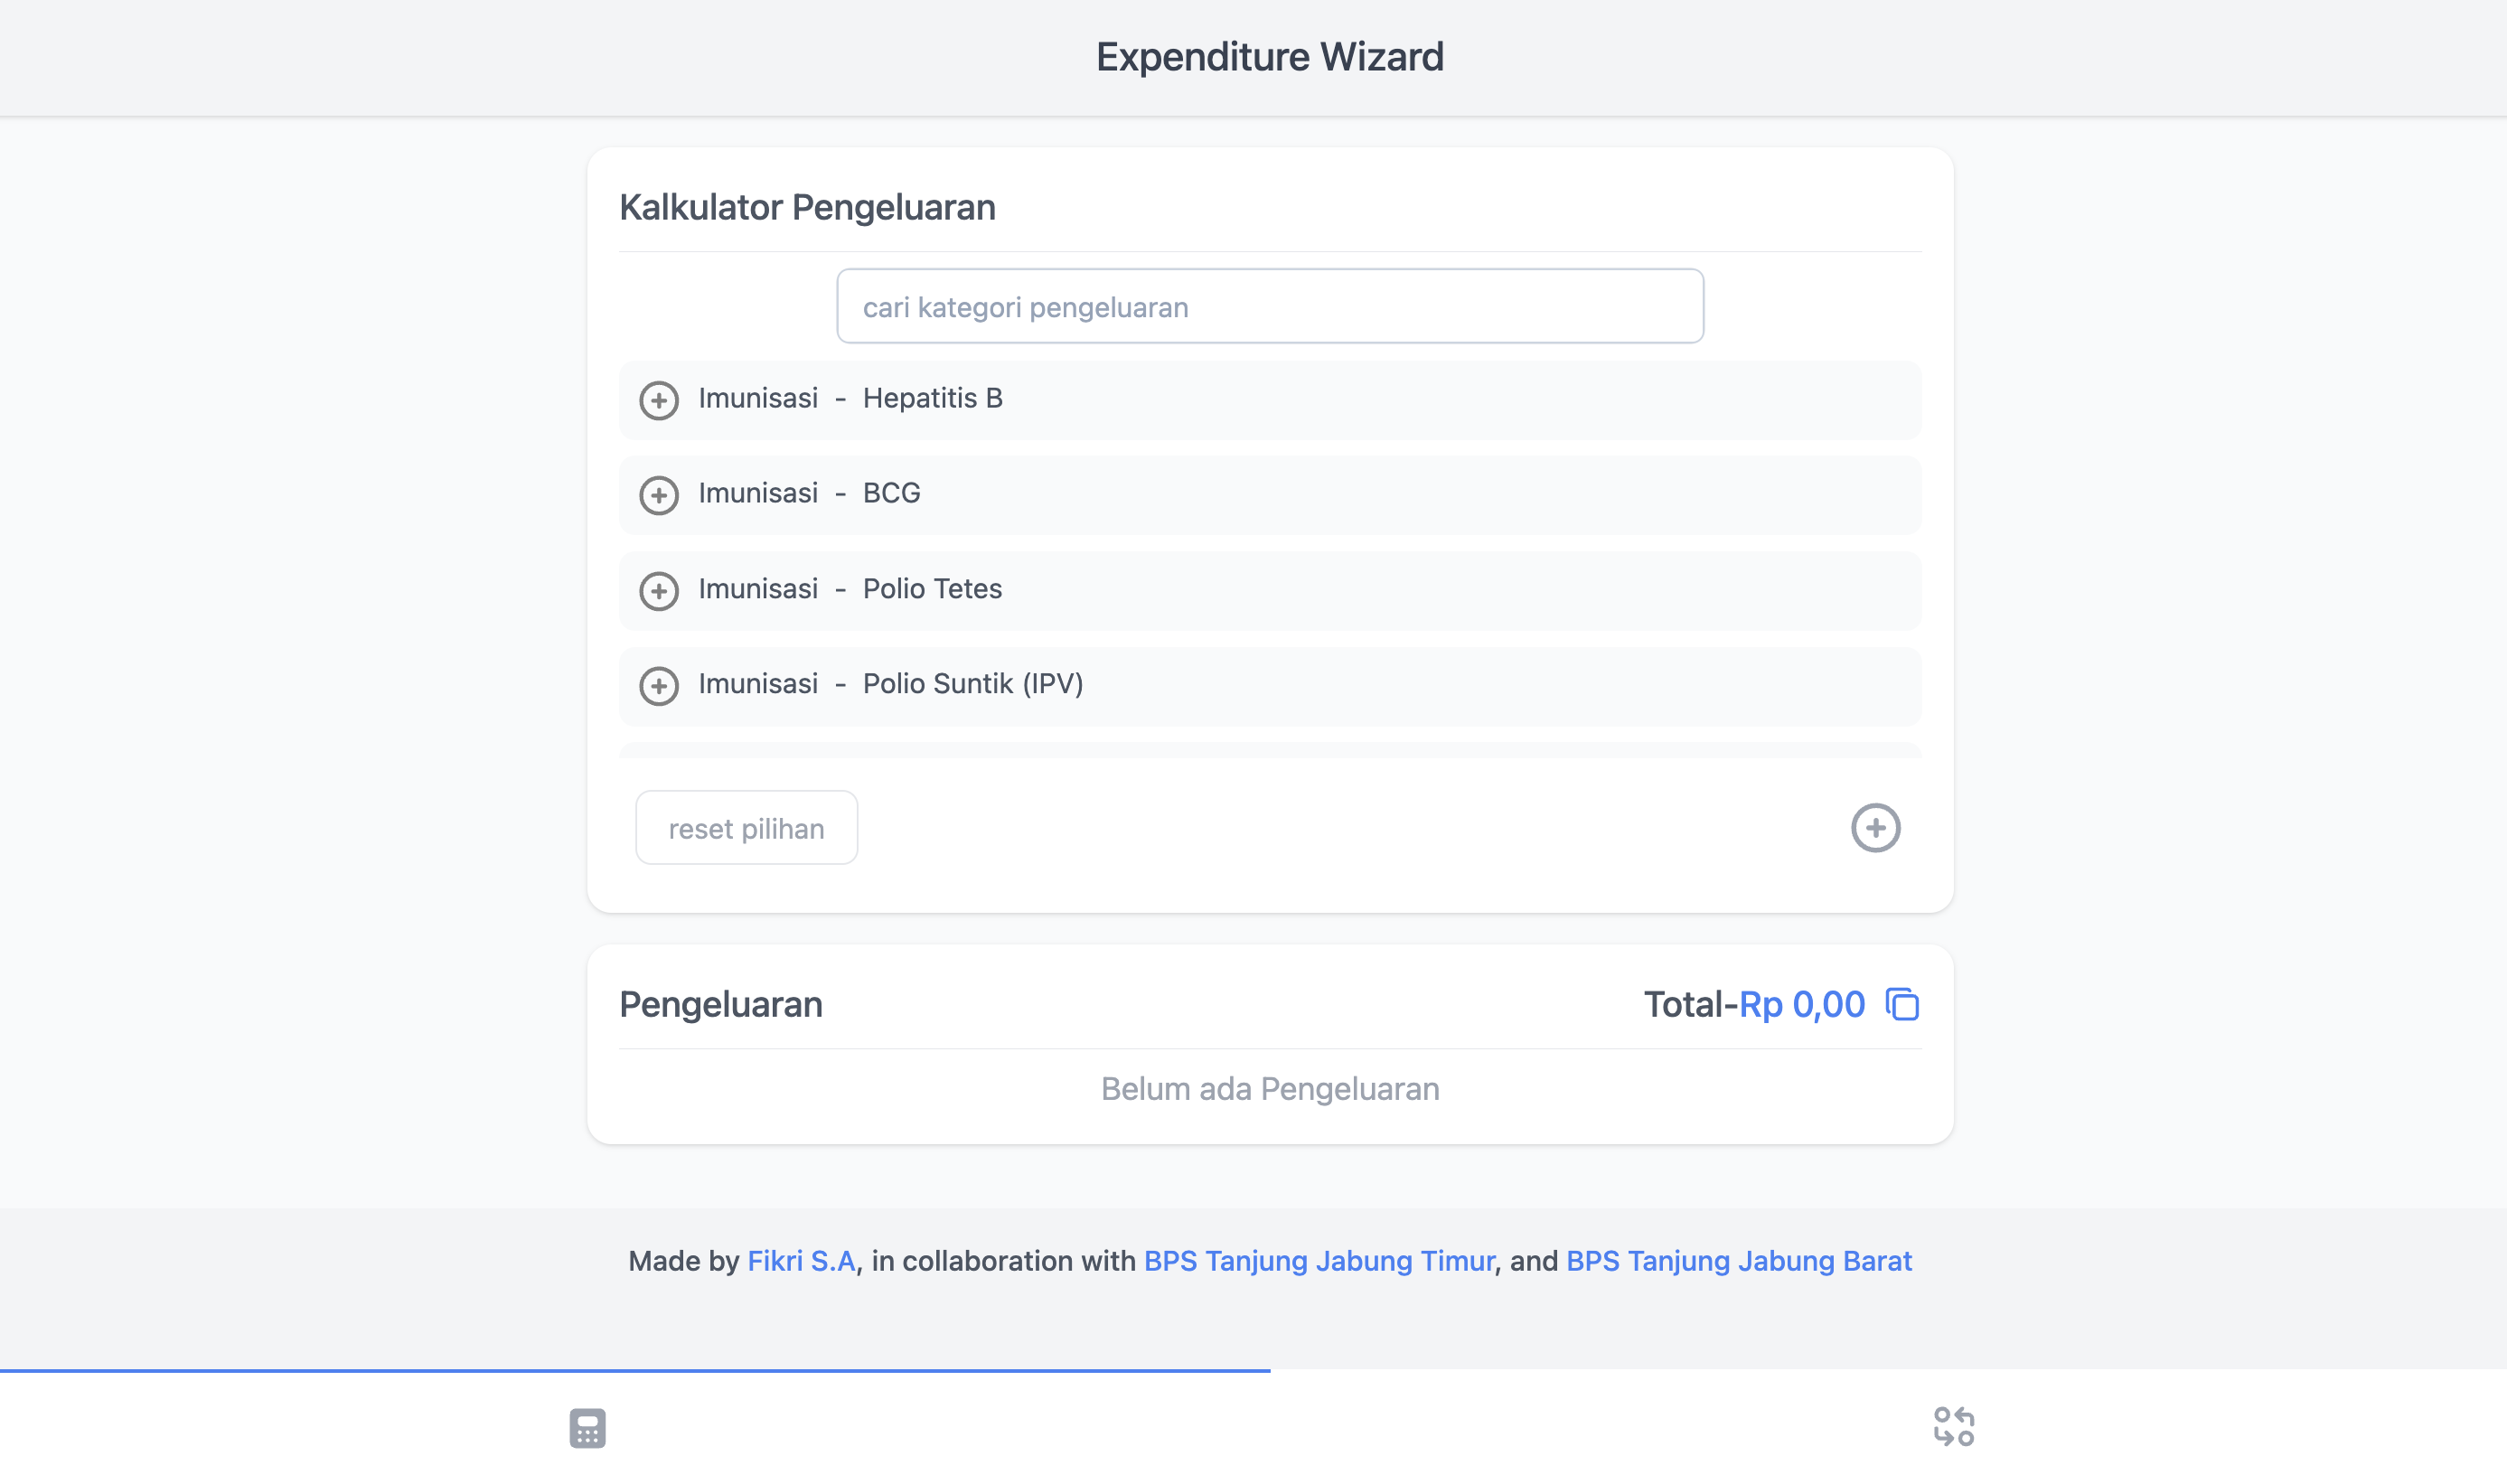 Expenditure Wizard
Kalkulator Pengeluaran
cari kategori pengeluaran
Imunisasi - Hepatitis B
Imunisasi - BCG
Imunisasi - Polio Tetes
Imunisasi - Polio Suntik (IPV)
reset pilihan
Pengeluaran Total-Rp 0,00
Belum ada Pengeluaran
Made by Fikri S.A, in collaboration with BPS Tanjung Jabung Timur, and BPS Tanjung Jabung Barat